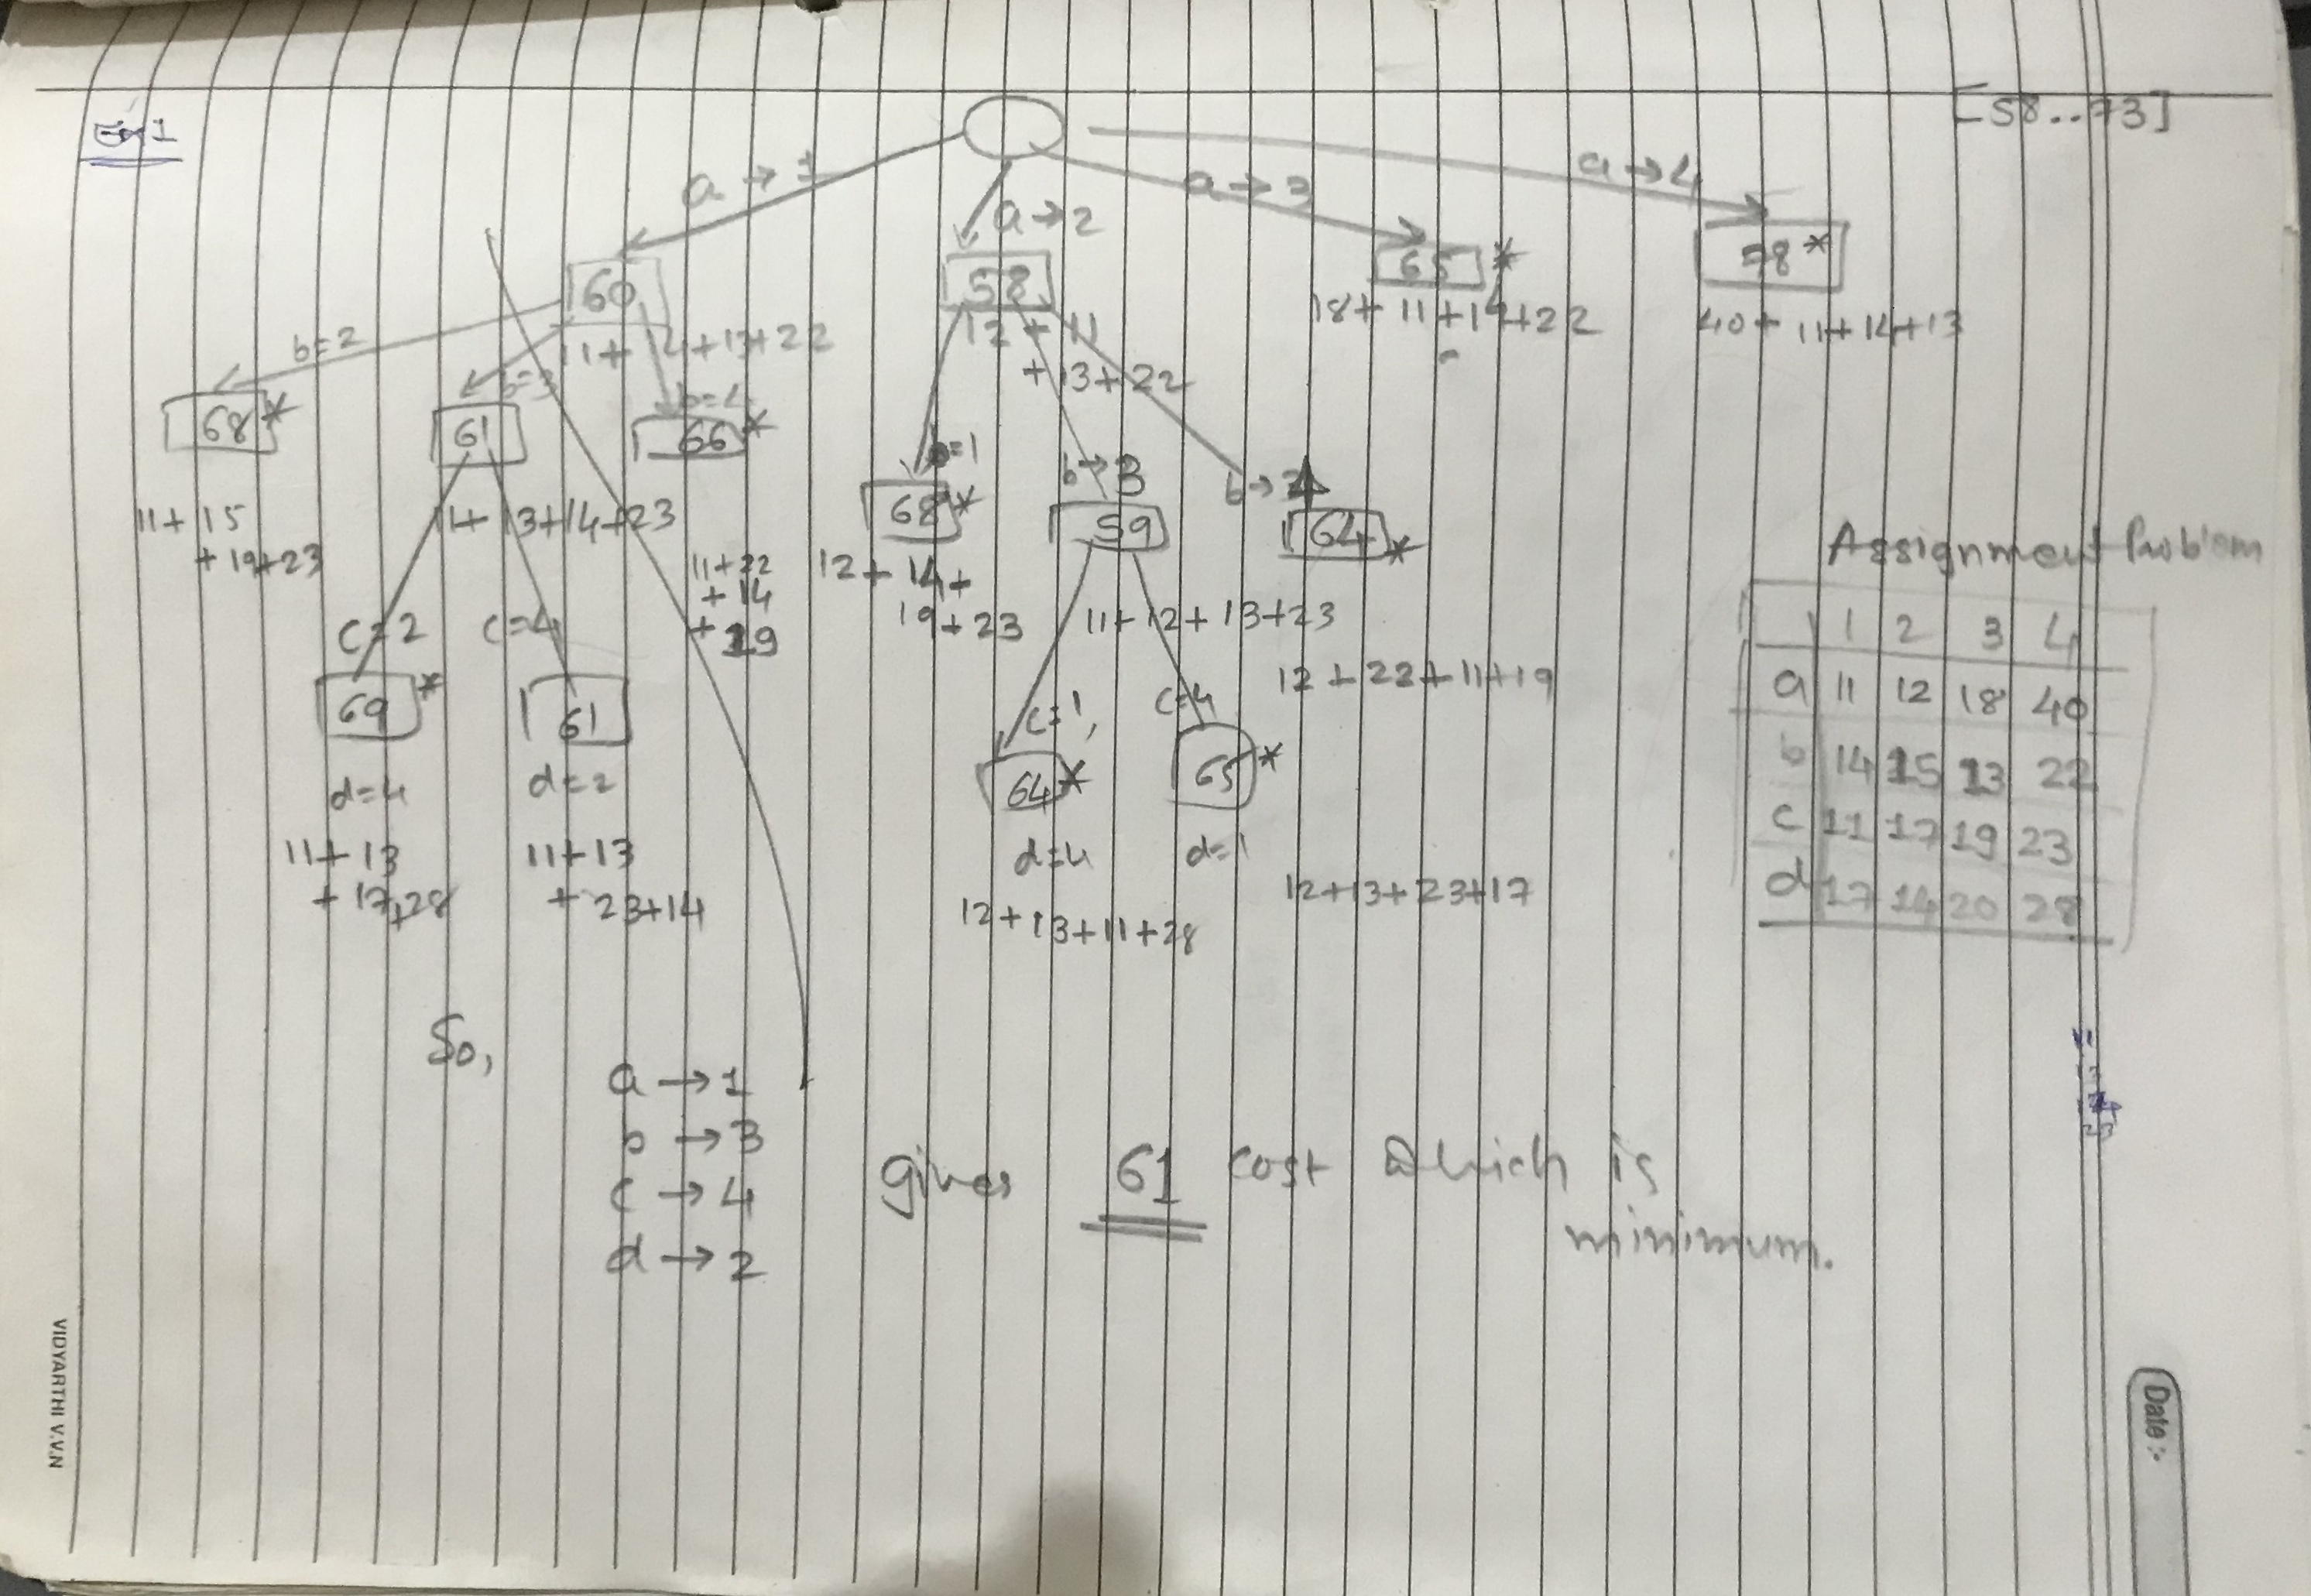 Ex 1
[58..73]
a → 1
a → 2
a → 3
a → 4
60
58
65 *
78 *
11 + 14 + 13 + 22
12 + 11
+ 13 + 22
18 + 11 + 14 + 22
40 + 11 + 14 + 13
b=2
b=3
b=4
68 *
61
66 *
b=1
b → 3
b → 4
68 *
59
64 *
11 + 15
+ 19+23
11+ 13+14+23
11+22
+ 14
+ 19
12 + 14 +
19+23
11+12+13+23
12 + 22 + 11+19
c=2
c=4
c=1,
c=4
69 *
61
64 *
65 *
d=4
d=2
d=4
d=1
11+ 13
+ 17+28
11+13
+ 23+14
12+13+11+28
12+13+23+17
Assignment Problem
1 2 3 4
a 11 12 18 40
b 14 15 13 22
c 11 17 19 23
d 17 14 20 28
So,
a → 1
b → 3
c → 4
d → 2
gives 61 cost which is
minimum.
VIDYARTHI V.V.N
Date :-